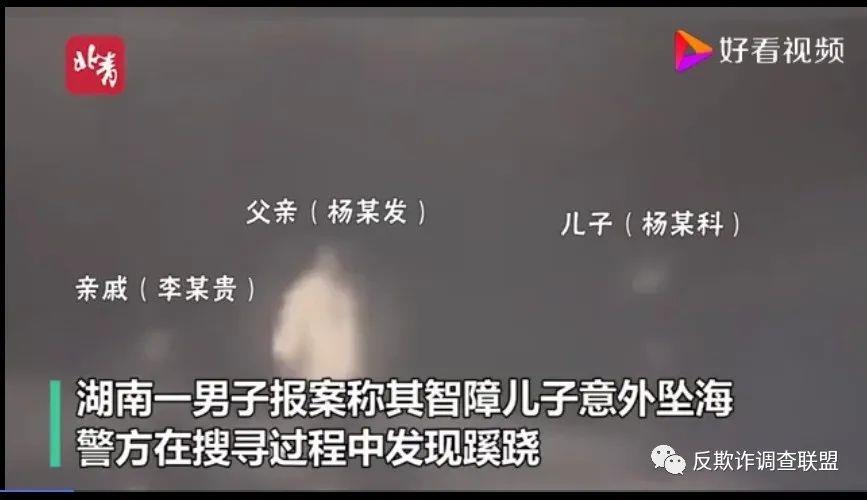 北青
好看视频
父亲（杨某发）
儿子（杨某科）
亲戚（李某贵）
湖南一男子报案称其智障儿子意外坠海
警方在搜寻过程中发现蹊跷
反欺诈调查联盟